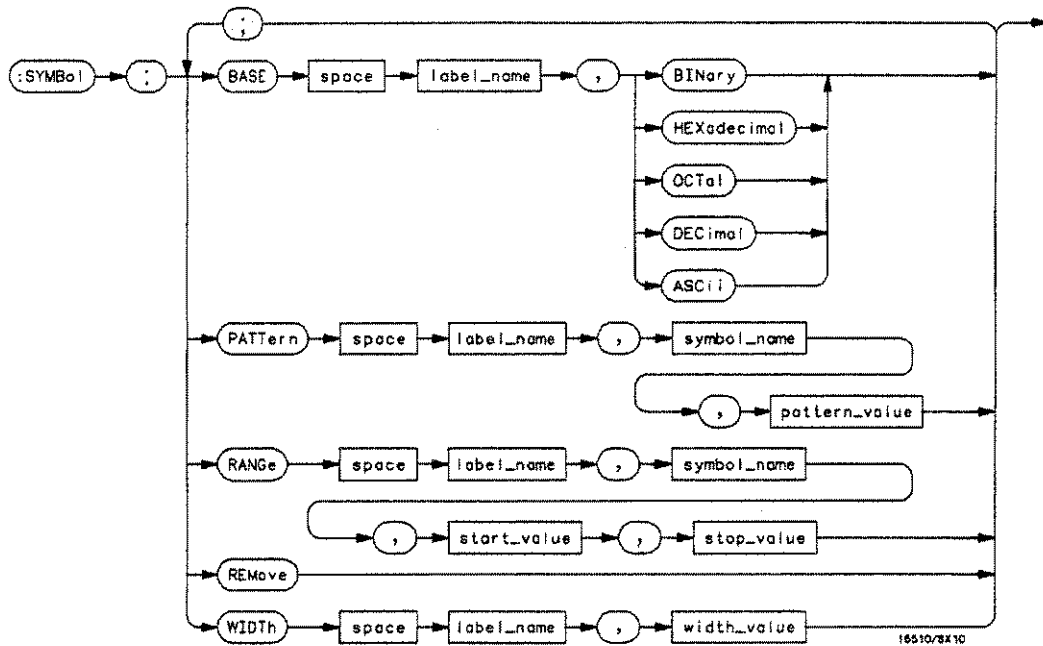 ;
:SYMBol : BASE space label_name , BINary
HEXadecimal
OCTal
DECimal
ASCii
PATTern space label_name , symbol_name
, pattern_value
RANGe space label_name , symbol_name
, start_value , stop_value
REMove
WIDTh space label_name , width_value
16510/BX10